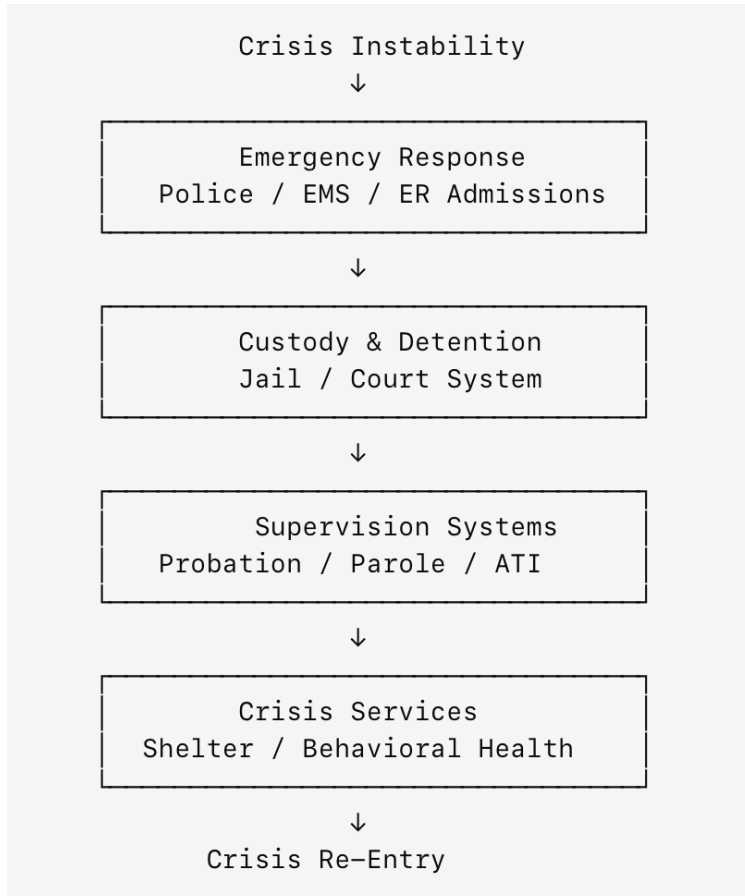 Crisis Instability
↓
Emergency Response
Police / EMS / ER Admissions
↓
Custody & Detention
Jail / Court System
↓
Supervision Systems
Probation / Parole / ATI
↓
Crisis Services
Shelter / Behavioral Health
↓
Crisis Re–Entry